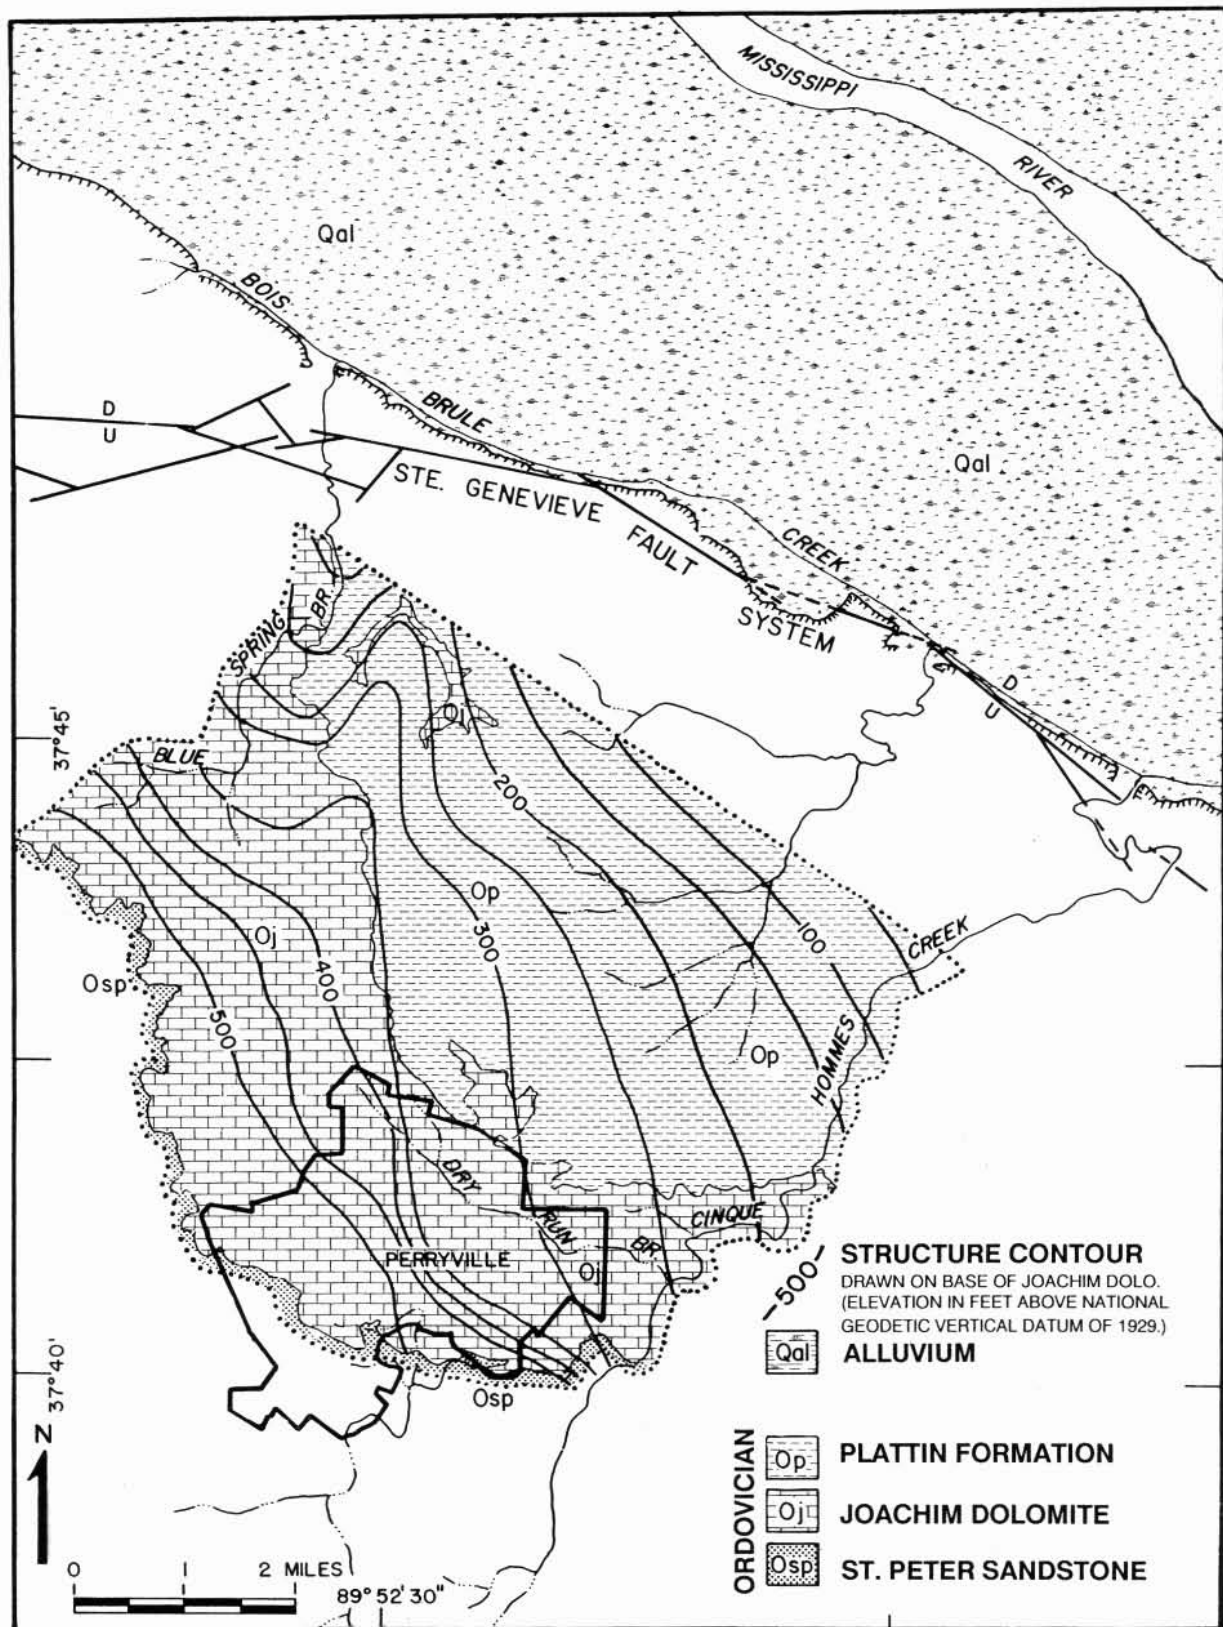 MISSISSIPPI
RIVER
Qal
BOIS
BRULE
D
U
Qal
STE. GENEVIEVE
FAULT
SYSTEM
CREEK
SPRING
BR
D
U
37°45'
BLUE
Oj
200
Op
Oj
300
100
CREEK
Osp
400
500
Op
HOMMES
DRY
RUN
BR
CINQUE
PERRYVILLE
Oj
37°40'
Osp
N
0 1 2 MILES
89°52'30"
500 STRUCTURE CONTOUR
DRAWN ON BASE OF JOACHIM DOLO.
(ELEVATION IN FEET ABOVE NATIONAL
GEODETIC VERTICAL DATUM OF 1929.)
Qal ALLUVIUM
ORDOVICIAN
Op PLATTIN FORMATION
Oj JOACHIM DOLOMITE
Osp ST. PETER SANDSTONE